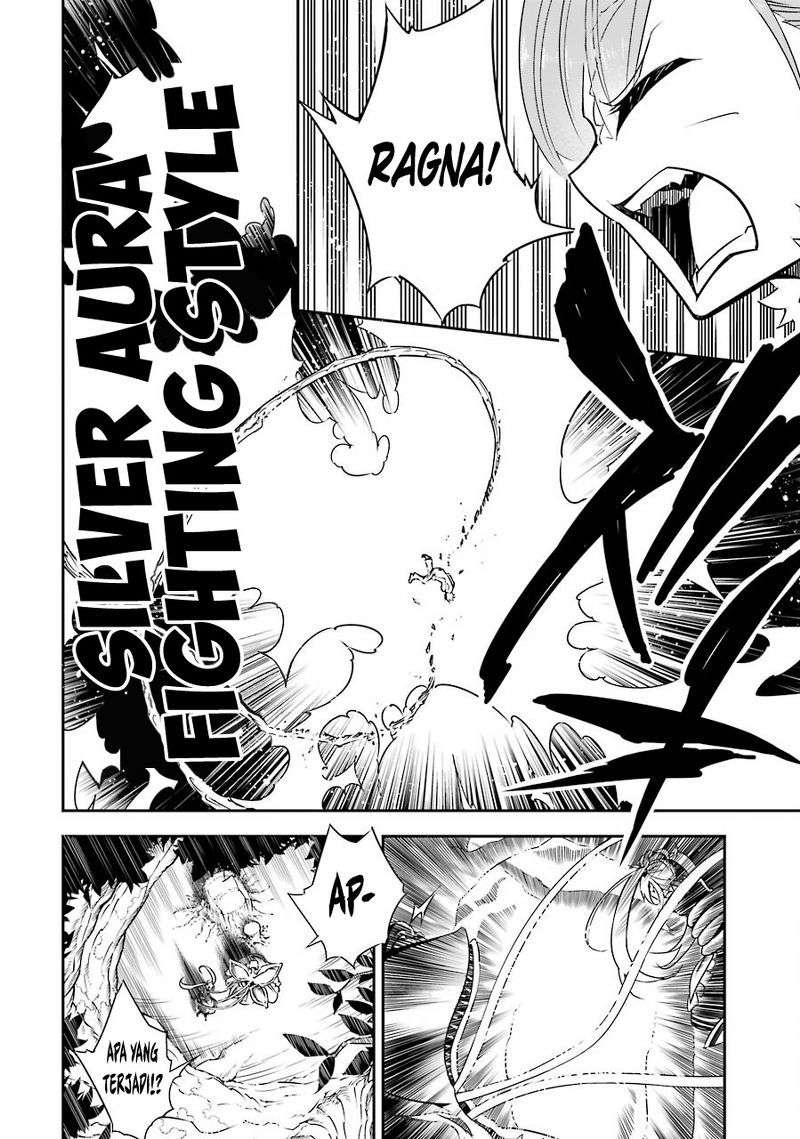 RAGNA!
SILVER AURA
FIGHTING STYLE
AP-
APA YANG
TERJADI!?